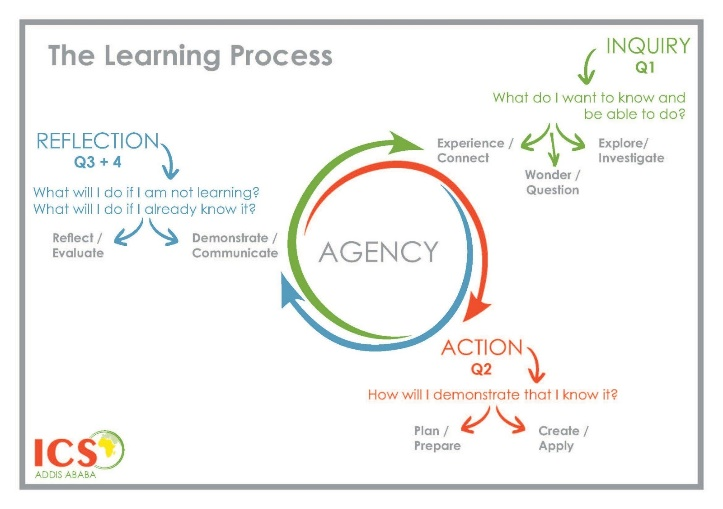 The Learning Process
INQUIRY
Q1
What do I want to know and
be able to do?
Experience /
Connect
Wonder /
Question
Explore/
Investigate
REFLECTION
Q3 + 4
What will I do if I am not learning?
What will I do if I already know it?
Reflect /
Evaluate
Demonstrate /
Communicate
AGENCY
ACTION
Q2
How will I demonstrate that I know it?
Plan /
Prepare
Create /
Apply
ICS
ADDIS ABABA